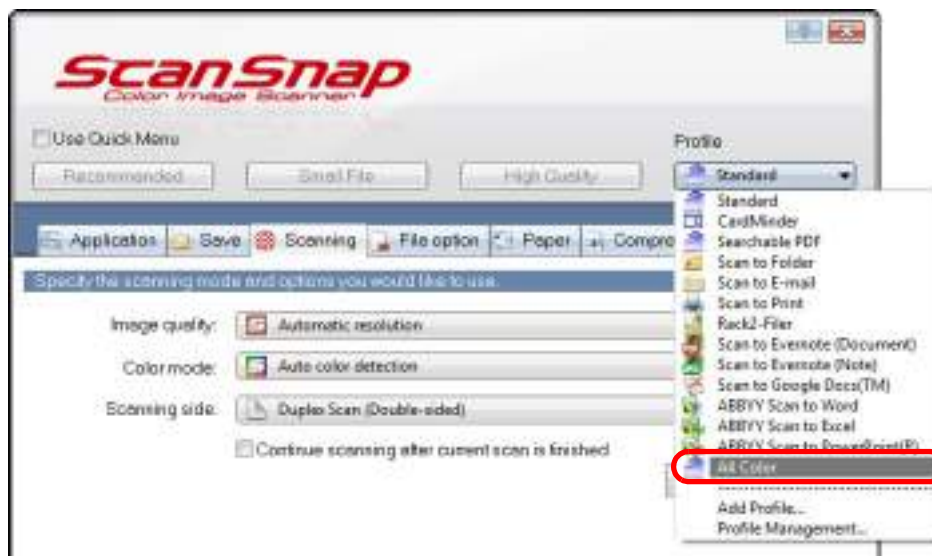 ScanSnap
Color Image Scanner
Use Quick Menu
Profile
Recommended Small File High Quality Standard
Application Save Scanning File option Paper Compre
Specify the scanning mode and options you would like to use.
Image quality: Automatic resolution
Color mode: Auto color detection
Scanning side: Duplex Scan (Double-sided)
Continue scanning after current scan is finished
Standard
CardMinder
Searchable PDF
Scan to Folder
Scan to E-mail
Scan to Print
Rack2-Filer
Scan to Evernote (Document)
Scan to Evernote (Note)
Scan to Google Docs(TM)
ABBYY Scan to Word
ABBYY Scan to Excel
ABBYY Scan to PowerPoint(R)
All Color
Add Profile...
Profile Management...